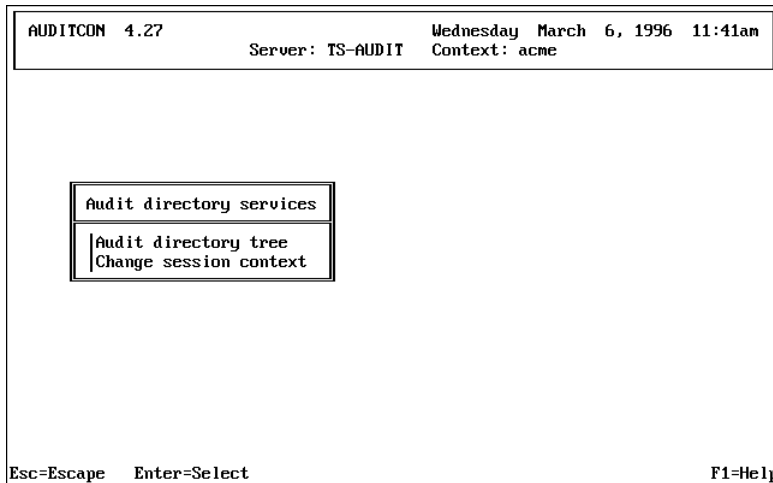 AUDITCON 4.27 Wednesday March 6, 1996 11:41am
Server: TS-AUDIT Context: acme
Audit directory services
Audit directory tree
Change session context
Esc=Escape Enter=Select F1=Help